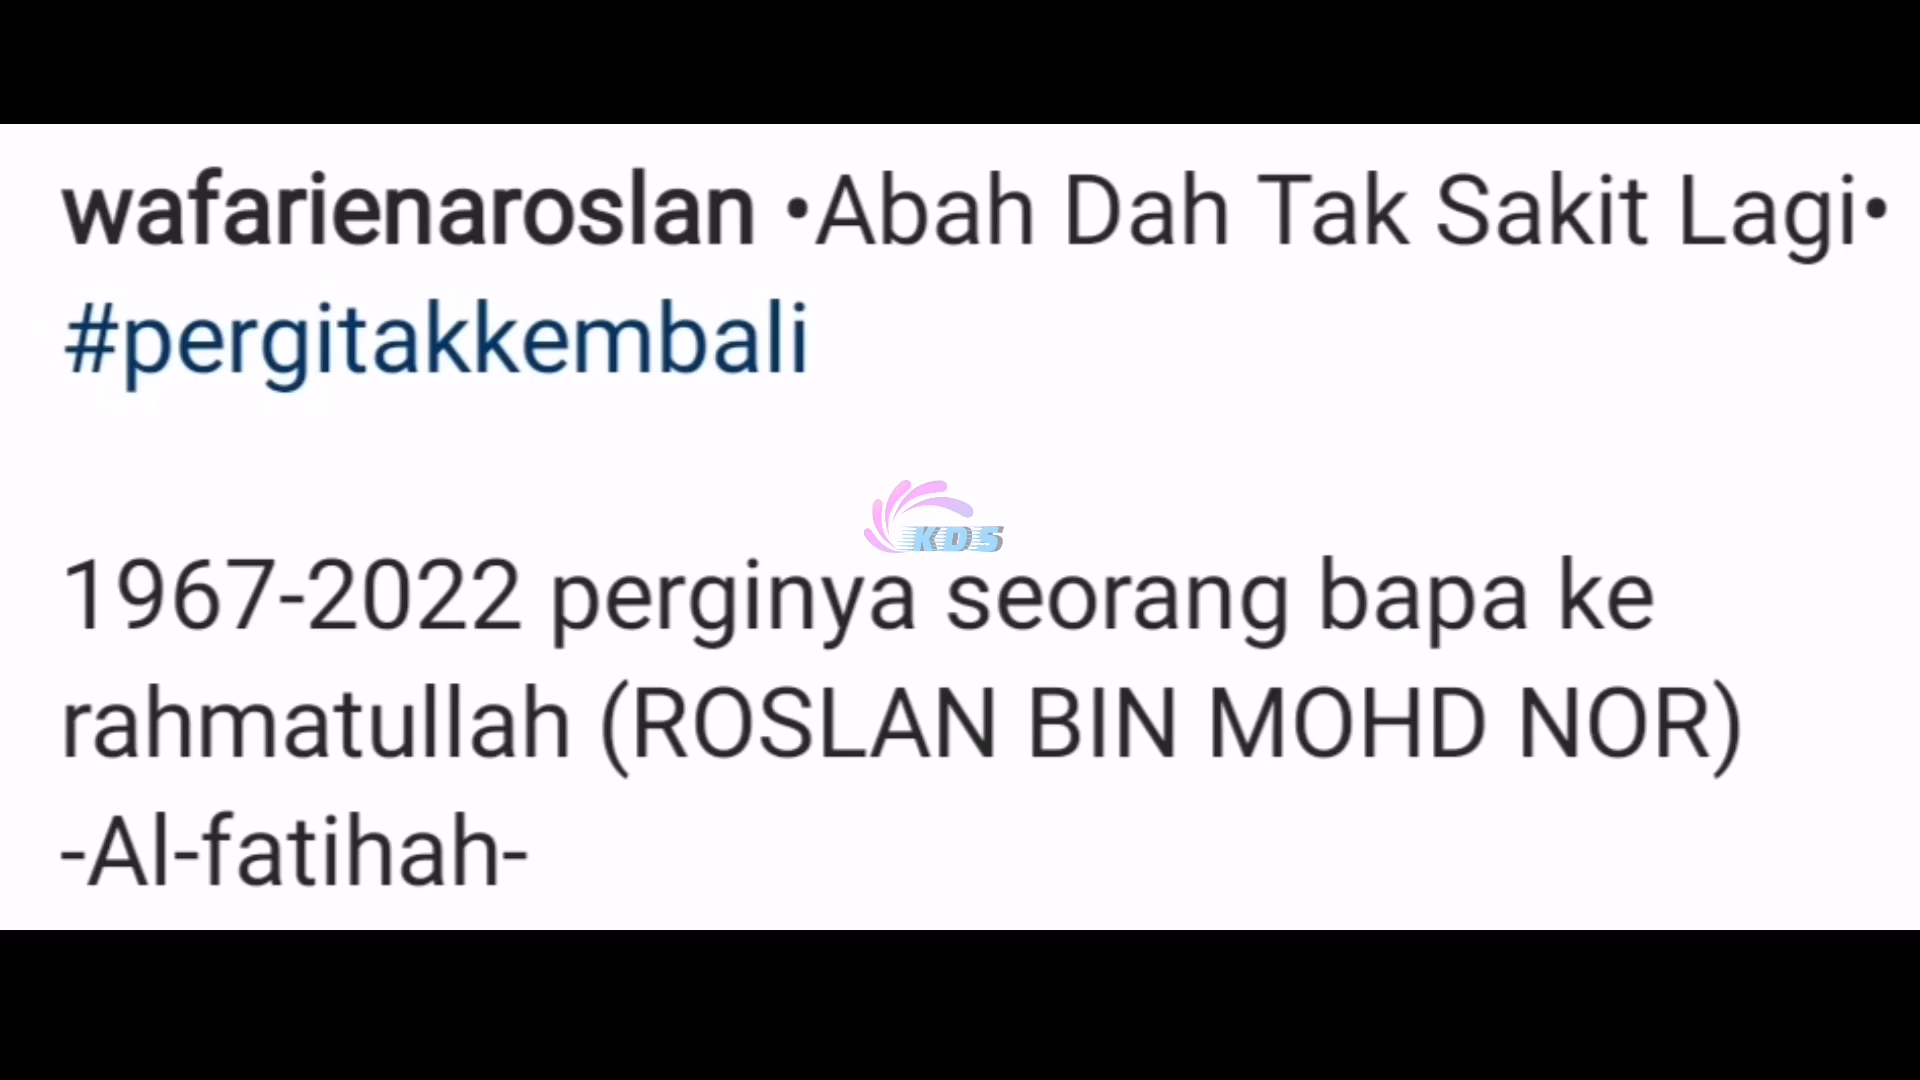 wafarienaroslan •Abah Dah Tak Sakit Lagi•
#pergitakkembali
KDS
1967-2022 perginya seorang bapa ke
rahmatullah (ROSLAN BIN MOHD NOR)
-Al-fatihah-